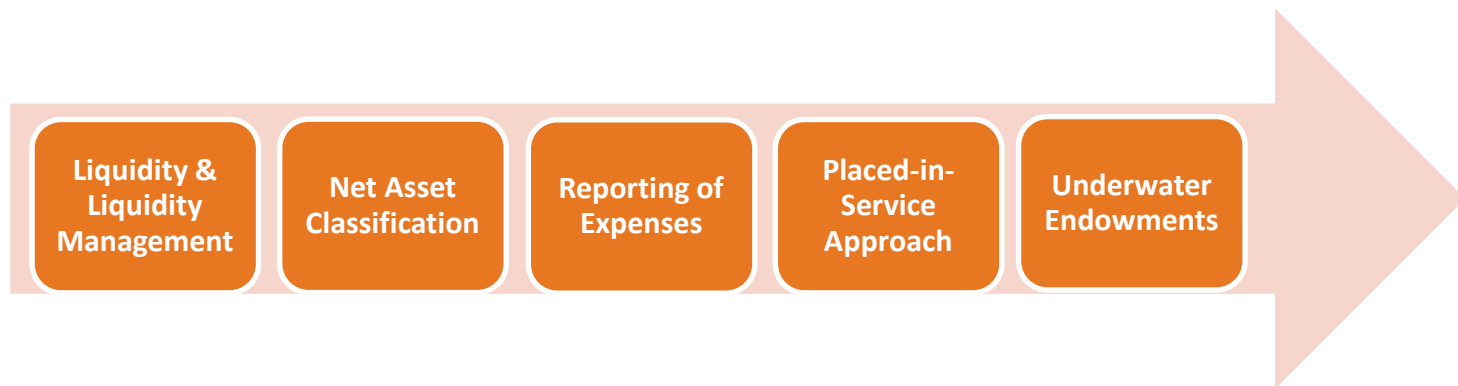 Liquidity &
Liquidity
Management
Net Asset
Classification
Reporting of
Expenses
Placed-in-
Service
Approach
Underwater
Endowments